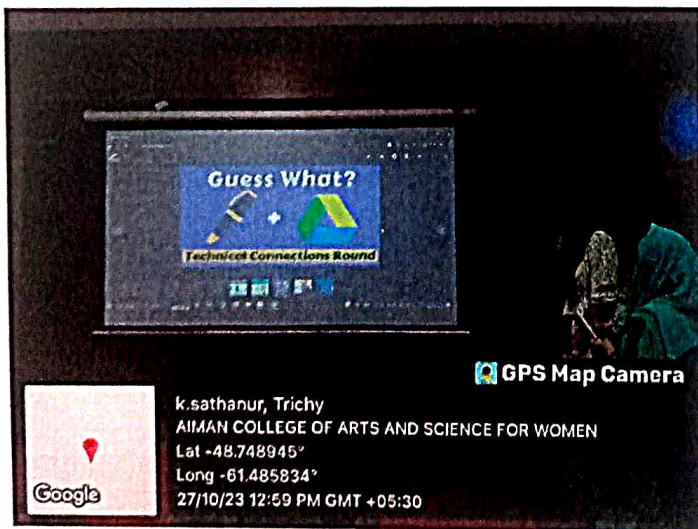 Guess What?
+
Technical Connections Round
GPS Map Camera
k.sathanur, Trichy
AIMAN COLLEGE OF ARTS AND SCIENCE FOR WOMEN
Lat -48.748945°
Long -61.485834°
27/10/23 12:59 PM GMT +05:30
Google